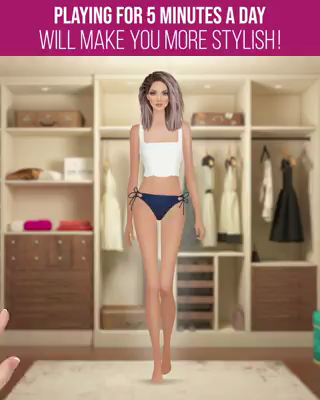 PLAYING FOR 5 MINUTES A DAY
WILL MAKE YOU MORE STYLISH!